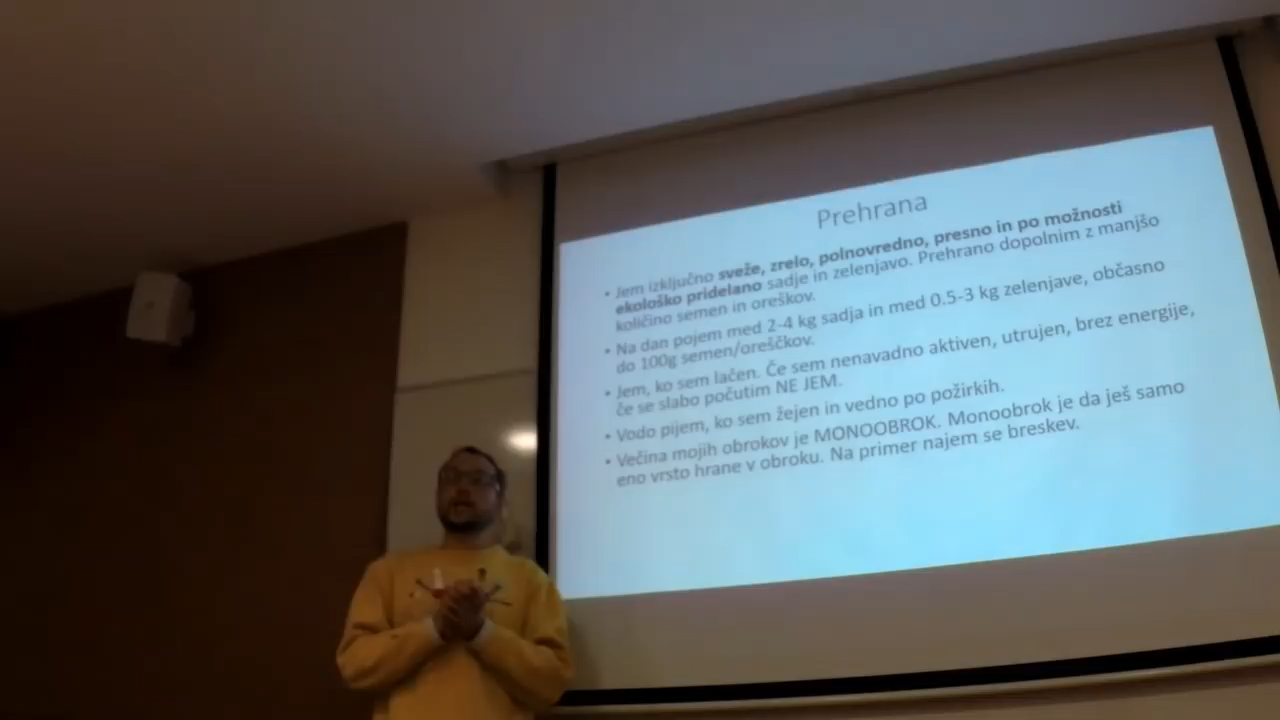 Prehrana
• Jem izključno sveže, zrelo, polnovredno, presno in po možnosti
ekološko pridelano sadje in zelenjavo. Prehrano dopolnim z manjšo
količino semen in oreškov.
• Na dan pojem med 2-4 kg sadja in med 0.5-3 kg zelenjave, občasno
do 100g semen/oreščkov.
• Jem, ko sem lačen. Če sem nenavadno aktiven, utrujen, brez energije,
če se slabo počutim NE JEM.
• Vodo pijem, ko sem žejen in vedno po požirkih.
• Večina mojih obrokov je MONOOBROK. Monoobrok je da ješ samo
eno vrsto hrane v obroku. Na primer najem se breskev.